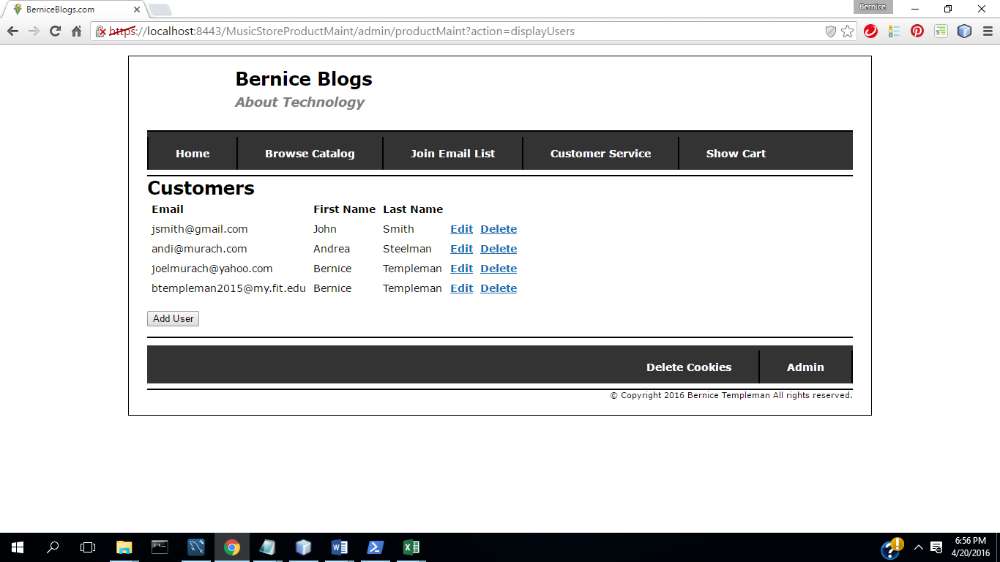 BerniceBlogs.com
Bernice
https://localhost:8443/MusicStoreProductMaint/admin/productMaint?action=displayUsers
Bernice Blogs
About Technology
Home Browse Catalog Join Email List Customer Service Show Cart
Customers
Email First Name Last Name
jsmith@gmail.com John Smith Edit Delete
andi@murach.com Andrea Steelman Edit Delete
joelmurach@yahoo.com Bernice Templeman Edit Delete
btempleman2015@my.fit.edu Bernice Templeman Edit Delete
Add User
Delete Cookies Admin
© Copyright 2016 Bernice Templeman All rights reserved.
6:56 PM
4/20/2016